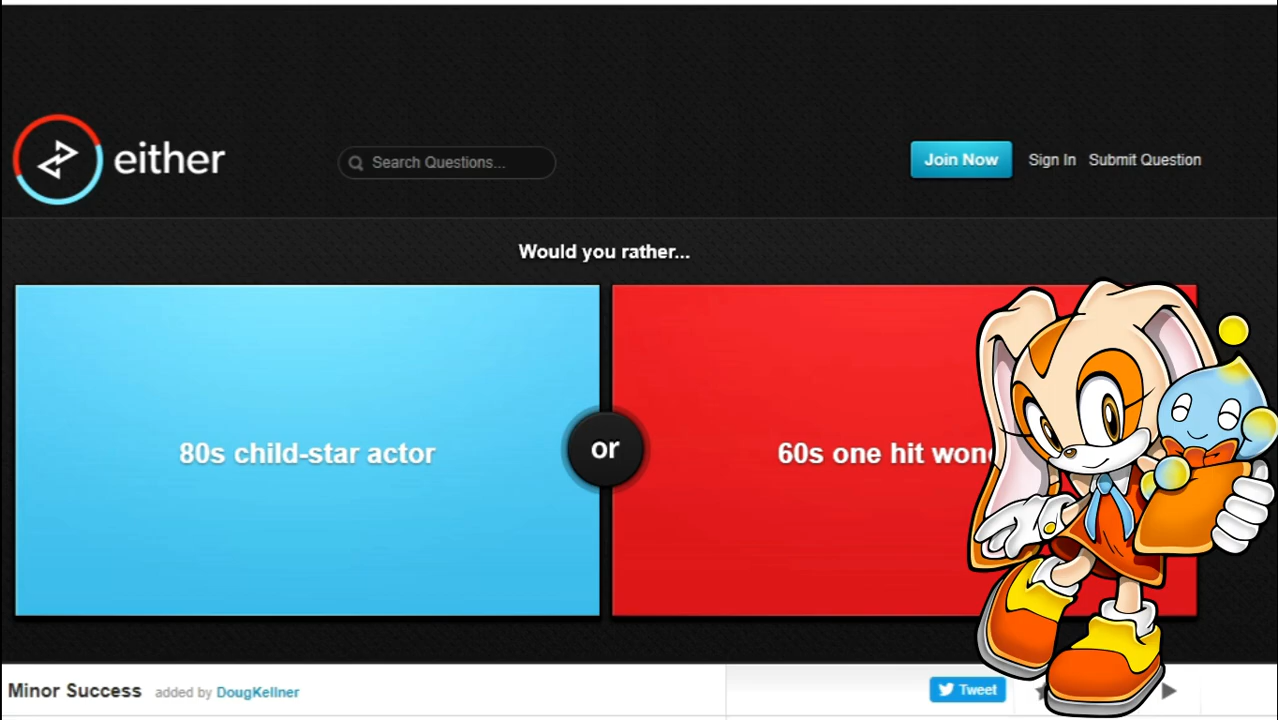 either
Search Questions...
Join Now
Sign In
Submit Question
Would you rather...
80s child-star actor
or
60s one hit
Minor Success added by DougKellner
Tweet